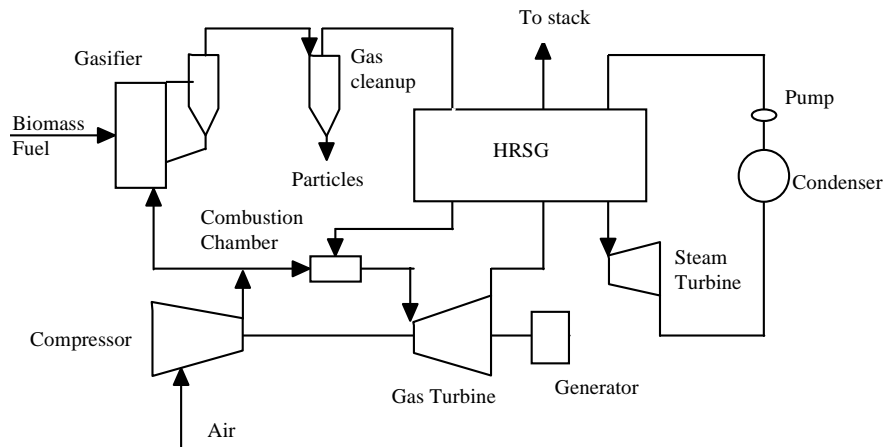 To stack
Gasifier
Gas
cleanup
Pump
Biomass
Fuel
HRSG
Particles
Condenser
Combustion
Chamber
Steam
Turbine
Compressor
Gas Turbine
Generator
Air